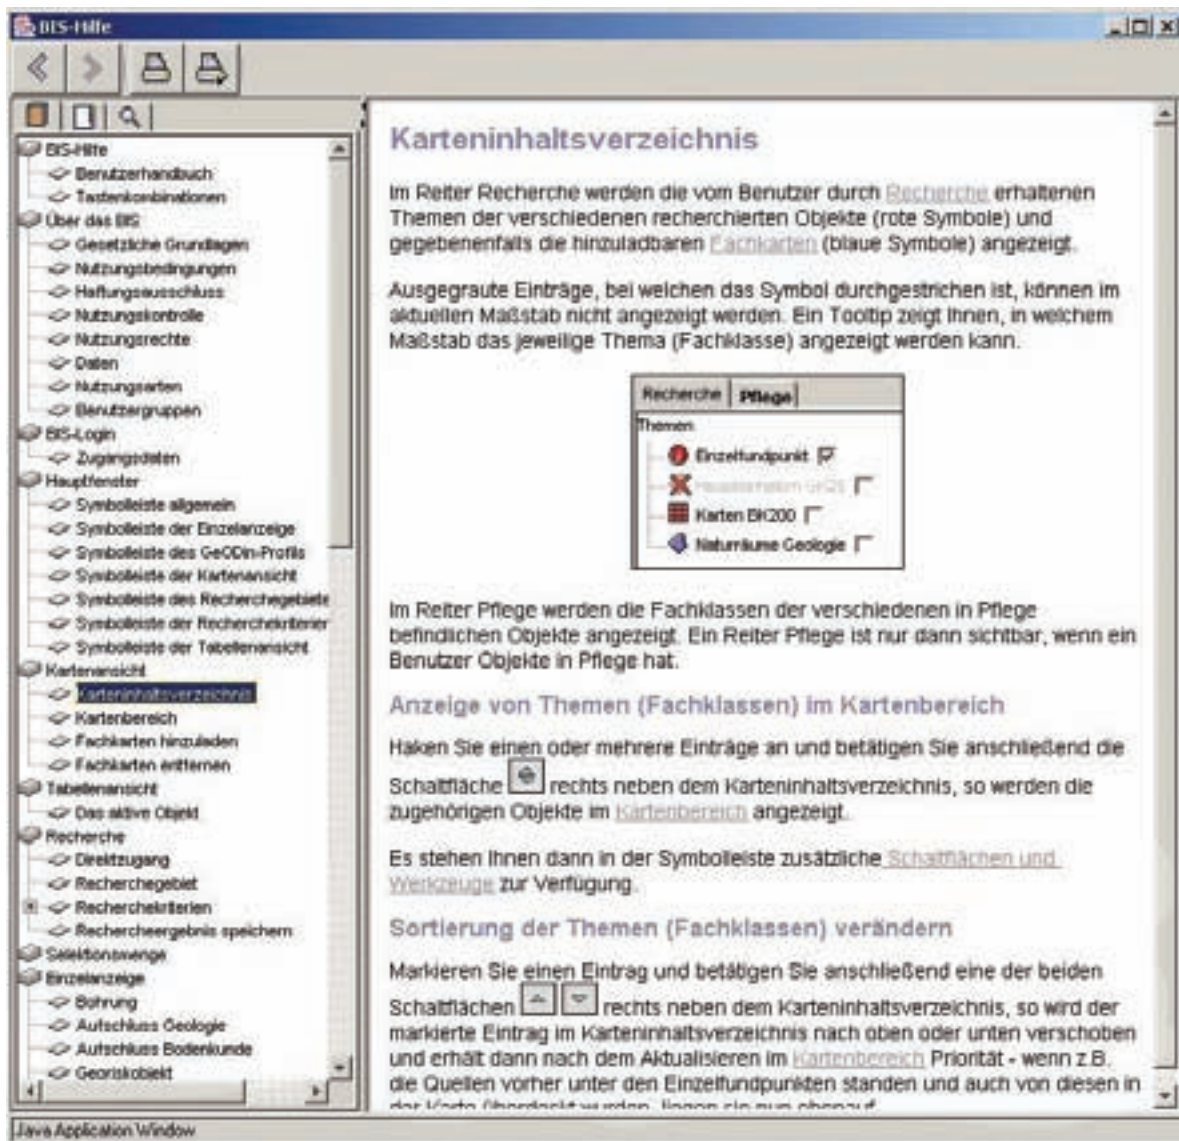 BIS-Hilfe
BIS-Hilfe
Benutzerhandbuch
Tastenkombinationen
Über das BIS
Gesetzliche Grundlagen
Nutzungsbedingungen
Haftungsausschluss
Nutzungskontrolle
Nutzungsrechte
Daten
Nutzungsarten
Benutzergruppen
BIS-Login
Zugangsdaten
Hauptfenster
Symbolleiste allgemein
Symbolleiste der Einzelanzeige
Symbolleiste des GeODin-Profils
Symbolleiste der Kartenansicht
Symbolleiste des Recherchegebiete
Symbolleiste der Recherchekriterien
Symbolleiste der Tabellenansicht
Kartenansicht
Karteninhaltsverzeichnis
Kartenbereich
Fachkarten hinzuladen
Fachkarten entfernen
Tabellenansicht
Das aktive Objekt
Recherche
Direktzugang
Recherchegebiet
Recherchekriterien
Rechercheergebnis speichern
Selektionsmenge
Einzelanzeige
Bohrung
Aufschluss Geologie
Aufschluss Bodenkunde
Georiskobjekt
Karteninhaltsverzeichnis
Im Reiter Recherche werden die vom Benutzer durch Recherche erhaltenen
Themen der verschiedenen recherchierten Objekte (rote Symbole) und
gegebenenfalls die hinzuladbaren Fachkarten (blaue Symbole) angezeigt.
Ausgegraute Einträge, bei welchen das Symbol durchgestrichen ist, können im
aktuellen Maßstab nicht angezeigt werden. Ein Tooltip zeigt Ihnen, in welchem
Maßstab das jeweilige Thema (Fachklasse) angezeigt werden kann.
Recherche Pflege
Themen
Einzelfundpunkt
Karten BK200
Naturräume Geologie
Im Reiter Pflege werden die Fachklassen der verschiedenen in Pflege
befindlichen Objekte angezeigt. Ein Reiter Pflege ist nur dann sichtbar, wenn ein
Benutzer Objekte in Pflege hat.
Anzeige von Themen (Fachklassen) im Kartenbereich
Haken Sie einen oder mehrere Einträge an und betätigen Sie anschließend die
Schaltfläche rechts neben dem Karteninhaltsverzeichnis, so werden die
zugehörigen Objekte im Kartenbereich angezeigt.
Es stehen Ihnen dann in der Symbolleiste zusätzliche Schaltflächen und
Werkzeuge zur Verfügung.
Sortierung der Themen (Fachklassen) verändern
Markieren Sie einen Eintrag und betätigen Sie anschließend eine der beiden
Schaltflächen rechts neben dem Karteninhaltsverzeichnis, so wird der
markierte Eintrag im Karteninhaltsverzeichnis nach oben oder unten verschoben
und erhält dann nach dem Aktualisieren im Kartenbereich Priorität - wenn z.B.
die Quellen vorher unter den Einzelfundpunkten standen und auch von diesen in
der Karte überdeckt wurden, liegen sie nun obenauf.
Java Application Window